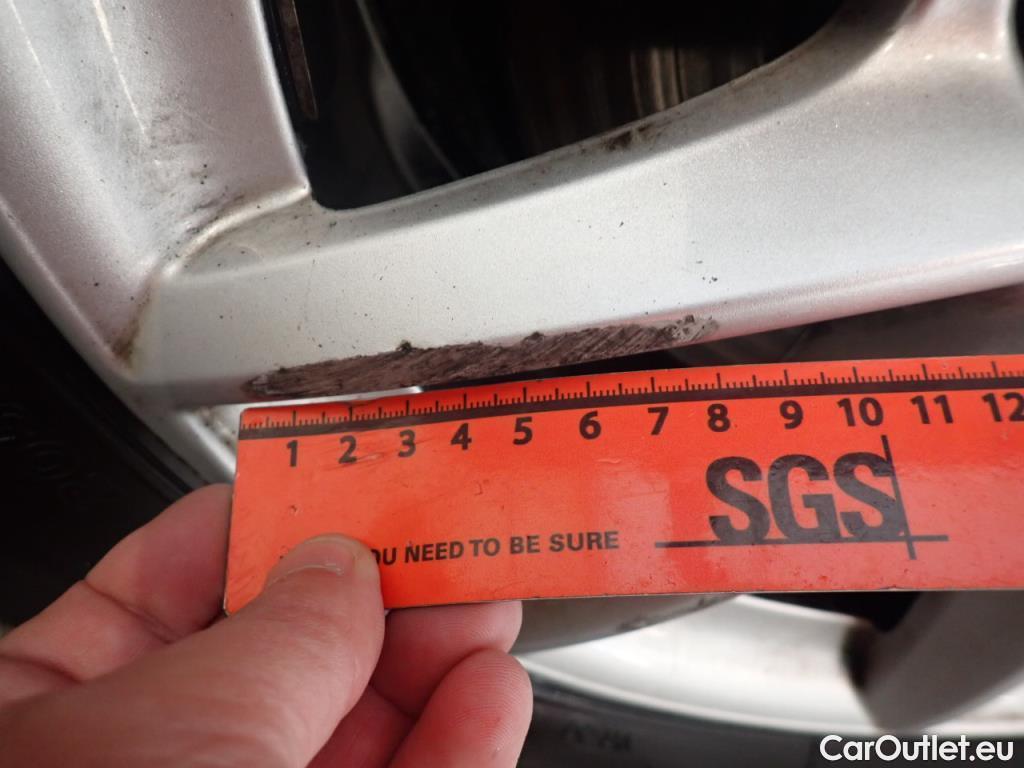 1 2 3 4 5 6 7 8 9 10 11 12
SGS
OU NEED TO BE SURE
CarOutlet.eu